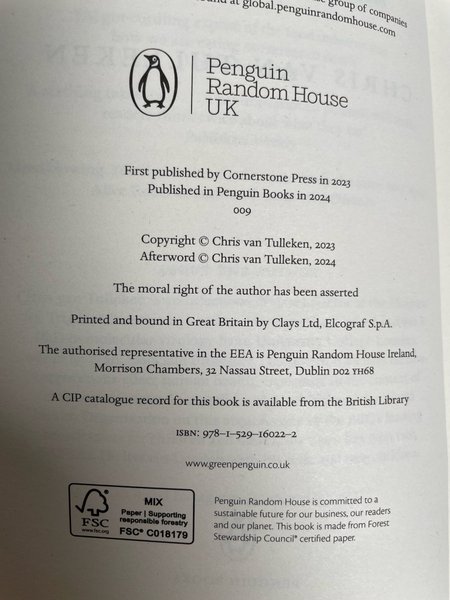 group of companies
at global.penguinrandomhouse.com
Penguin
Random House
UK
First published by Cornerstone Press in 2023
Published in Penguin Books in 2024
009
Copyright © Chris van Tulleken, 2023
Afterword © Chris van Tulleken, 2024
The moral right of the author has been asserted
Printed and bound in Great Britain by Clays Ltd, Elcograf S.p.A.
The authorised representative in the EEA is Penguin Random House Ireland,
Morrison Chambers, 32 Nassau Street, Dublin D02 YH68
A CIP catalogue record for this book is available from the British Library
ISBN: 978-1-529-16022-2
www.greenpenguin.co.uk
FSC
www.fsc.org
MIX
Paper | Supporting
responsible forestry
FSC® C018179
Penguin Random House is committed to a
sustainable future for our business, our readers
and our planet. This book is made from Forest
Stewardship Council® certified paper.